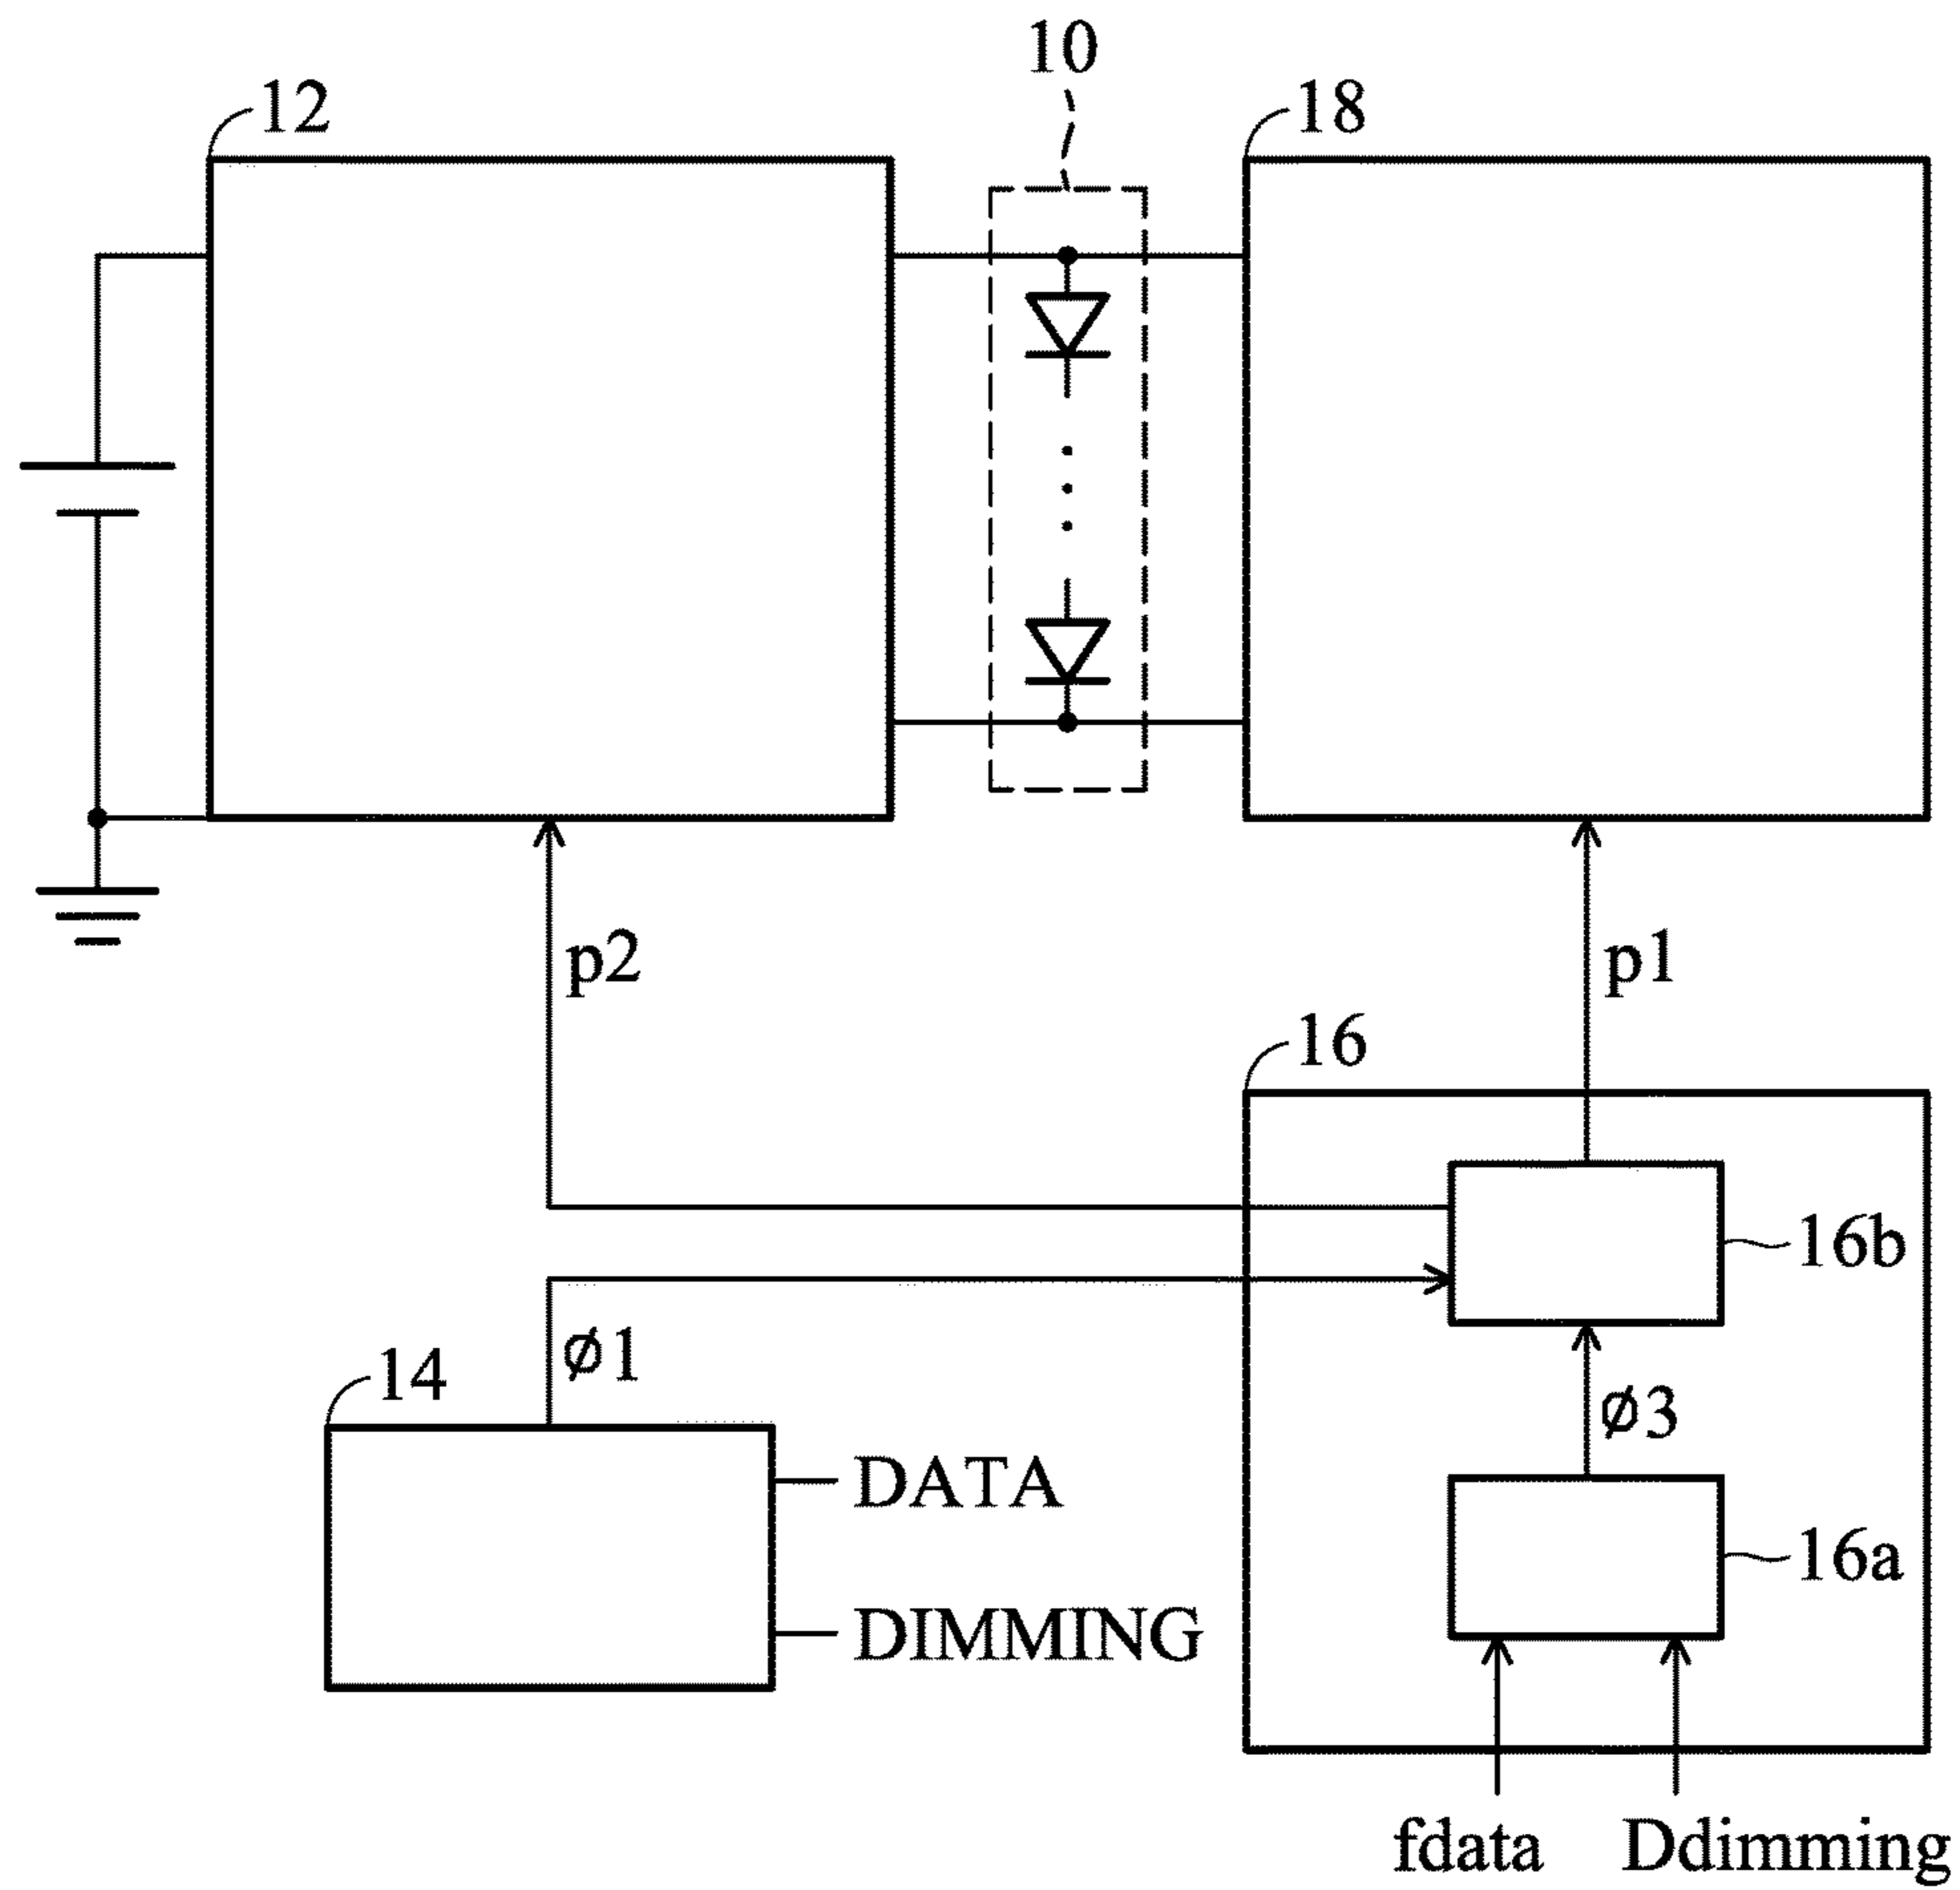 10
12
18
p2
p1
16
16b
ø1
14
ø3
DATA
16a
DIMMING
fdata
Ddimming